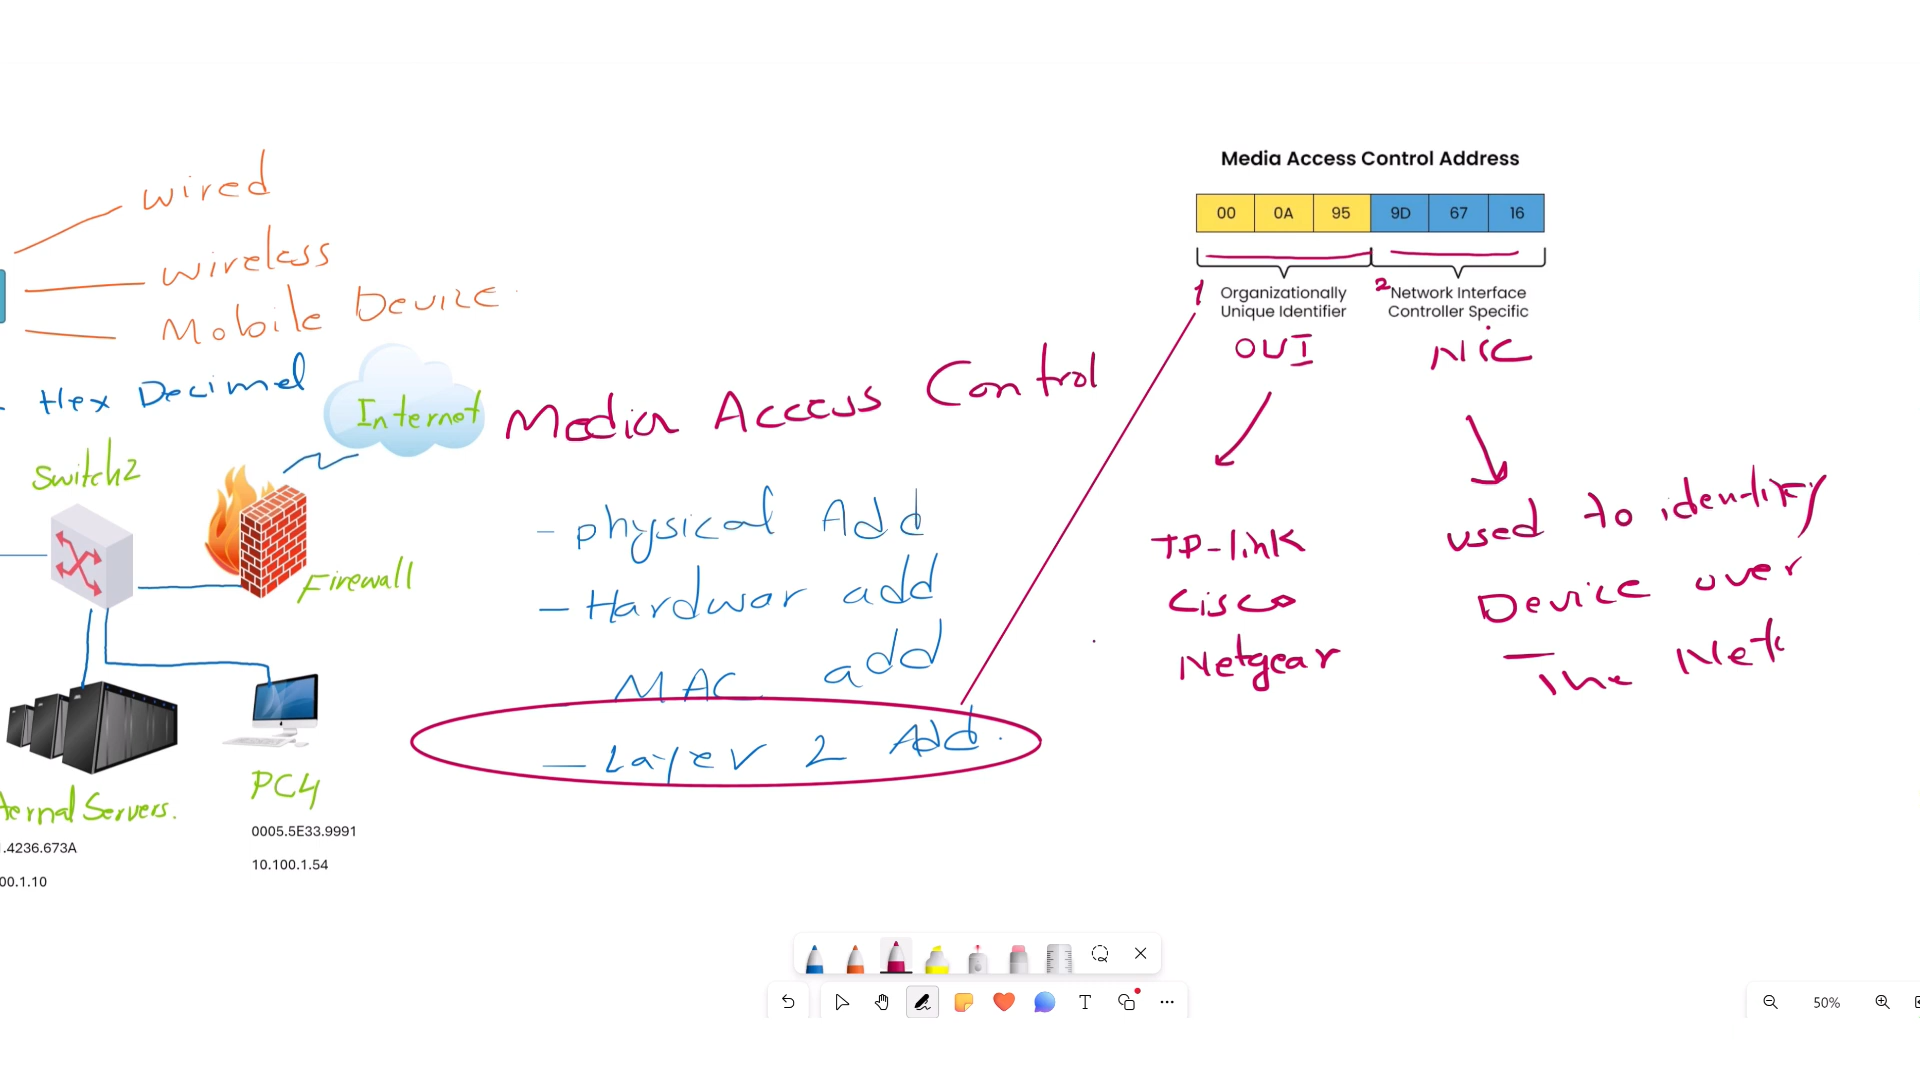 wired
wireless
Mobile Device
Hex Decimel
Internet
Switch2
Firewall
ternal Servers.
.4236.673A
00.1.10
PC4
0005.5E33.9991
10.100.1.54
Media Access Control
- physical Add
- Hardwar add
MAC add
- Layer 2 Add.
Media Access Control Address
00 0A 95 9D 67 16
1 Organizationally
Unique Identifier
OUI
2 Network Interface
Controller Specific
NIC
TP-link
Cisco
Netgear
used to identify
Device over
The Net
50%